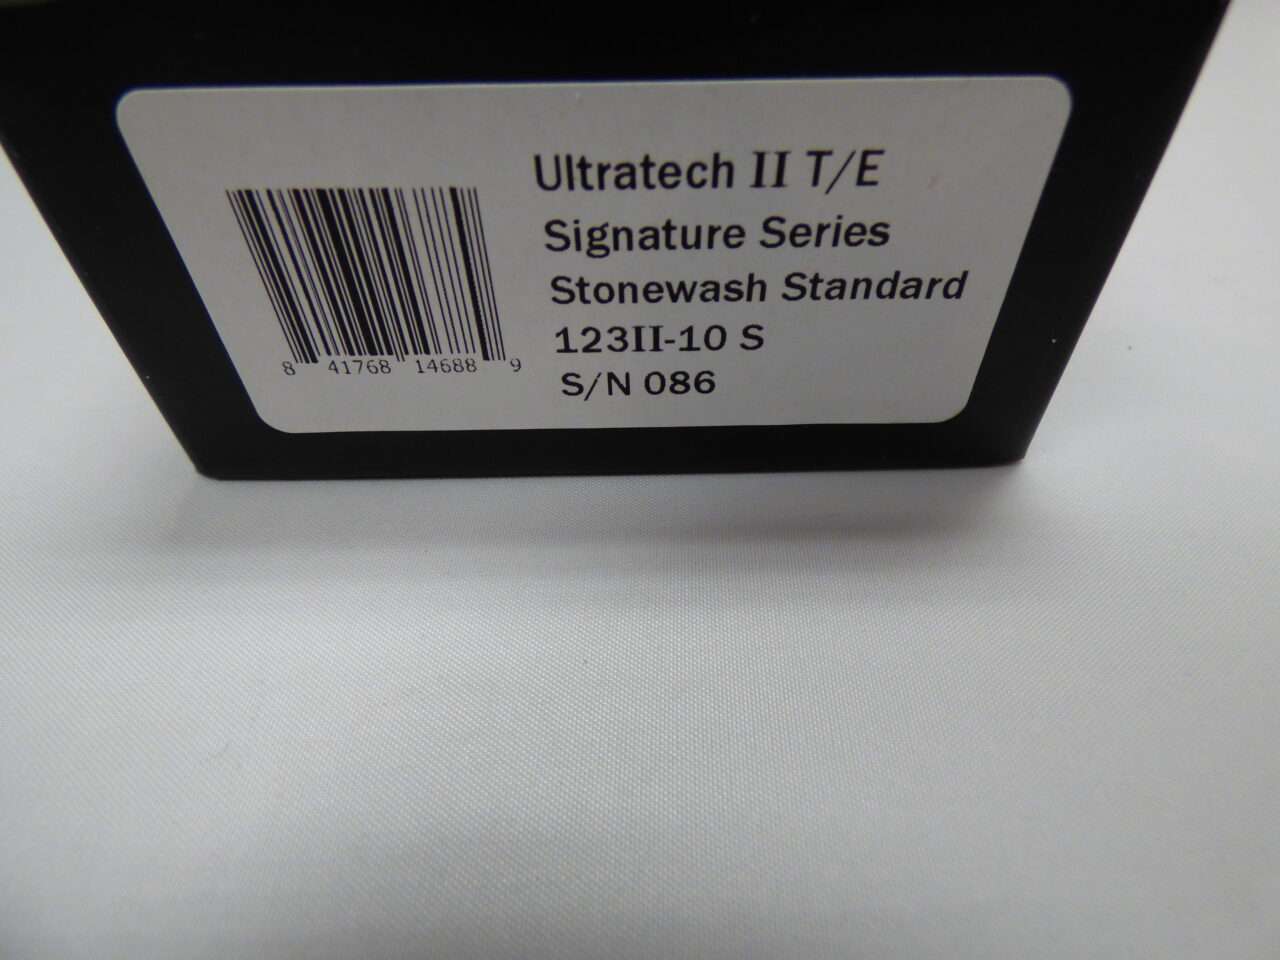 Ultratech II T/E
Signature Series
Stonewash Standard
123II-10 S
S/N 086
8 41768 14688 9